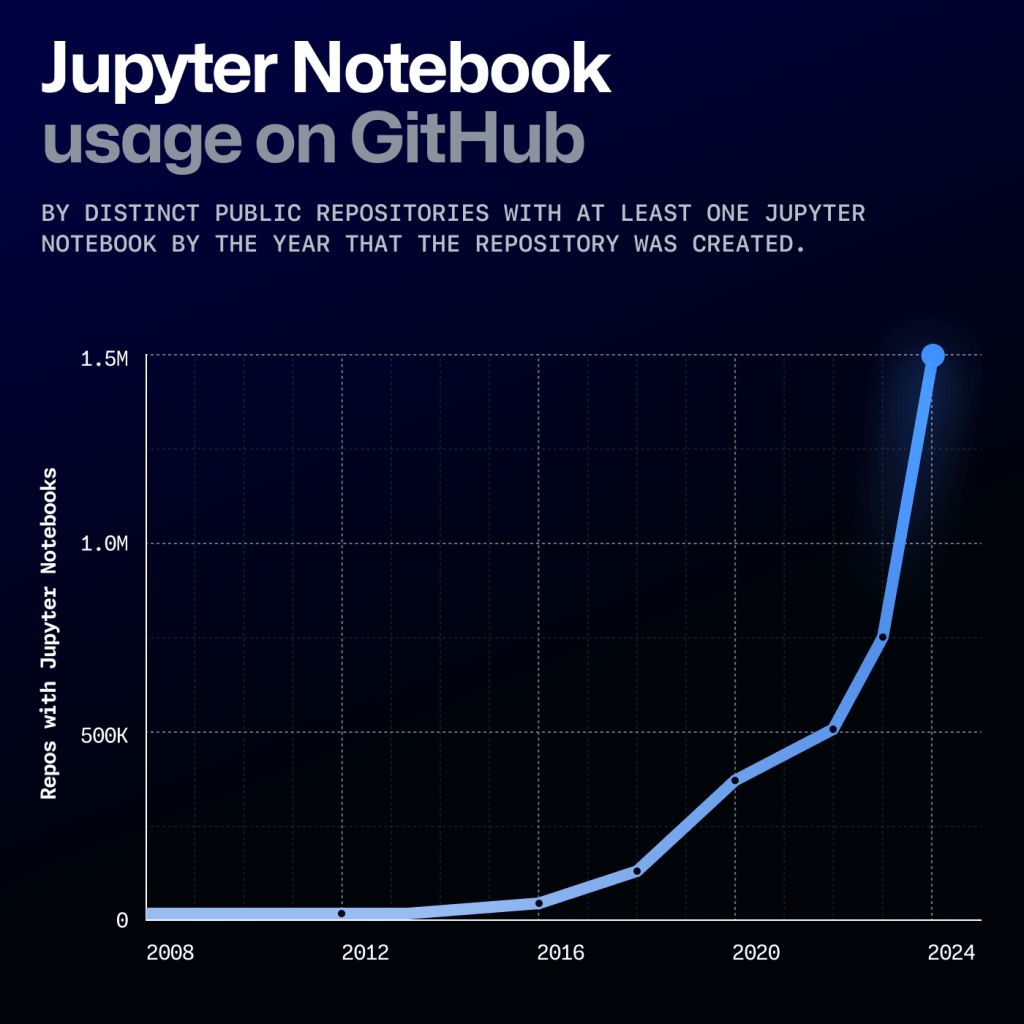 Jupyter Notebook
usage on GitHub
BY DISTINCT PUBLIC REPOSITORIES WITH AT LEAST ONE JUPYTER
NOTEBOOK BY THE YEAR THAT THE REPOSITORY WAS CREATED.
Repos with Jupyter Notebooks
1.5M
1.0M
500K
0
2008 2012 2016 2020 2024